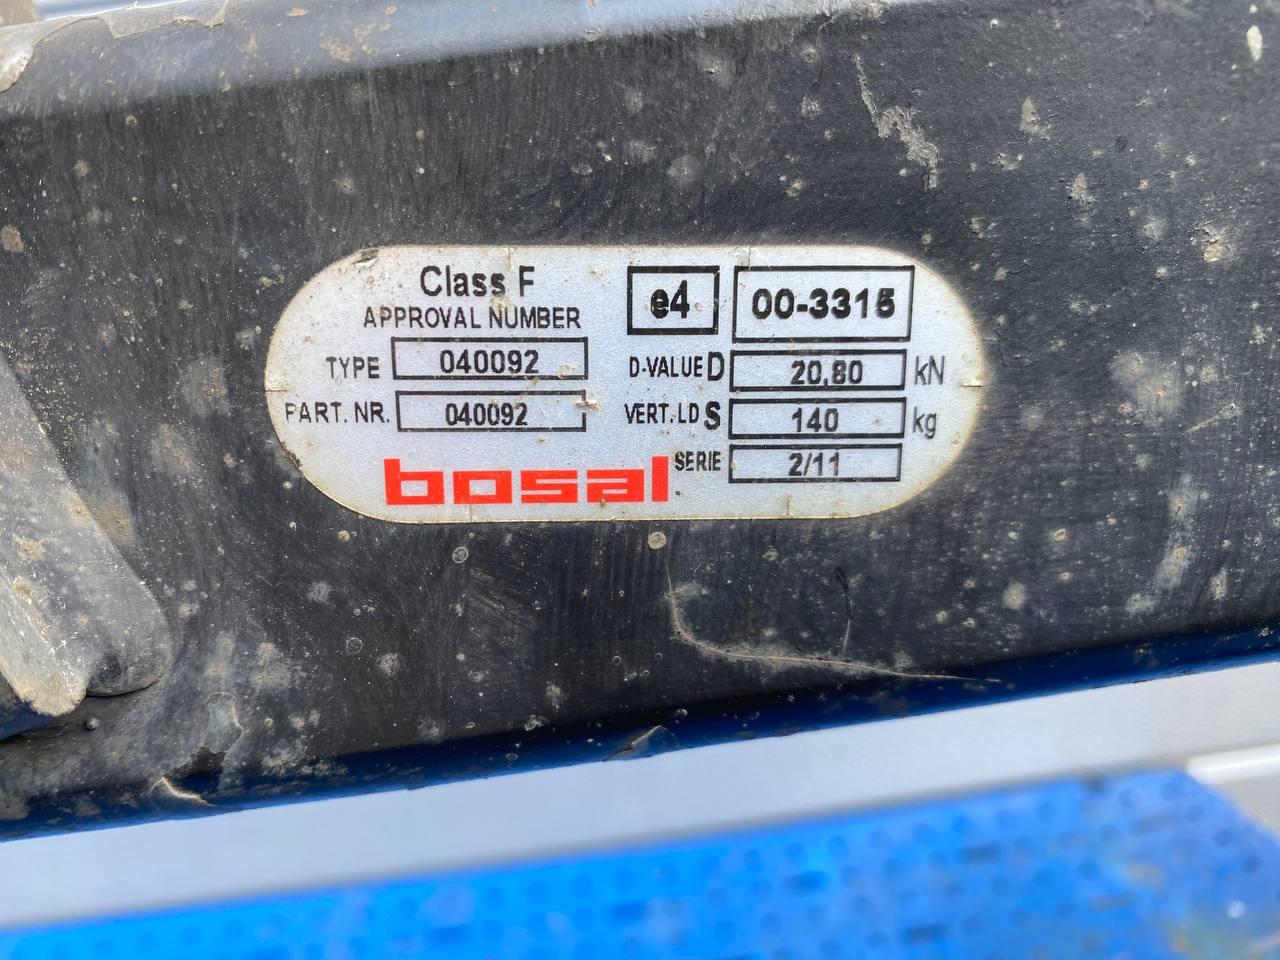 Class F
APPROVAL NUMBER
e4
00-3315
TYPE 040092
D-VALUE D 20,80 kN
PART. NR. 040092
VERT.LD S 140 kg
SERIE 2/11
bosal